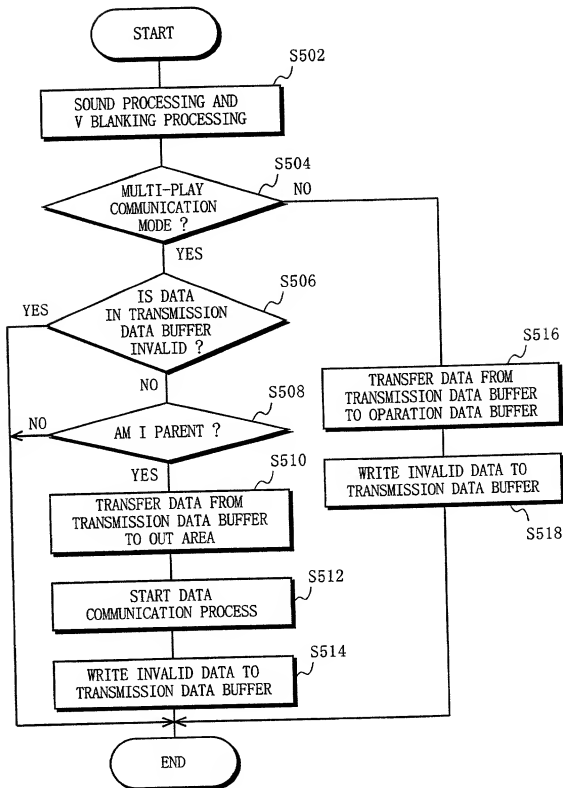 START
S502
SOUND PROCESSING AND
V BLANKING PROCESSING
S504
MULTI-PLAY
COMMUNICATION
MODE ?
NO
YES
S506
IS DATA
IN TRANSMISSION
DATA BUFFER
INVALID ?
YES
NO
S508
AM I PARENT ?
NO
YES
S510
TRANSFER DATA FROM
TRANSMISSION DATA BUFFER
TO OUT AREA
S512
START DATA
COMMUNICATION PROCESS
S514
WRITE INVALID DATA TO
TRANSMISSION DATA BUFFER
S516
TRANSFER DATA FROM
TRANSMISSION DATA BUFFER
TO OPARATION DATA BUFFER
WRITE INVALID DATA TO
TRANSMISSION DATA BUFFER
S518
END